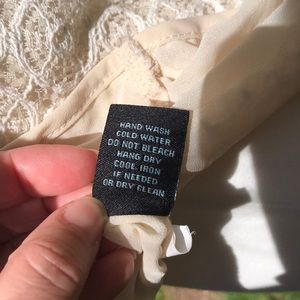 HAND WASH
COLD WATER
DO NOT BLEACH
HANG DRY
COOL IRON
IF NEEDED
OR DRY CLEAN